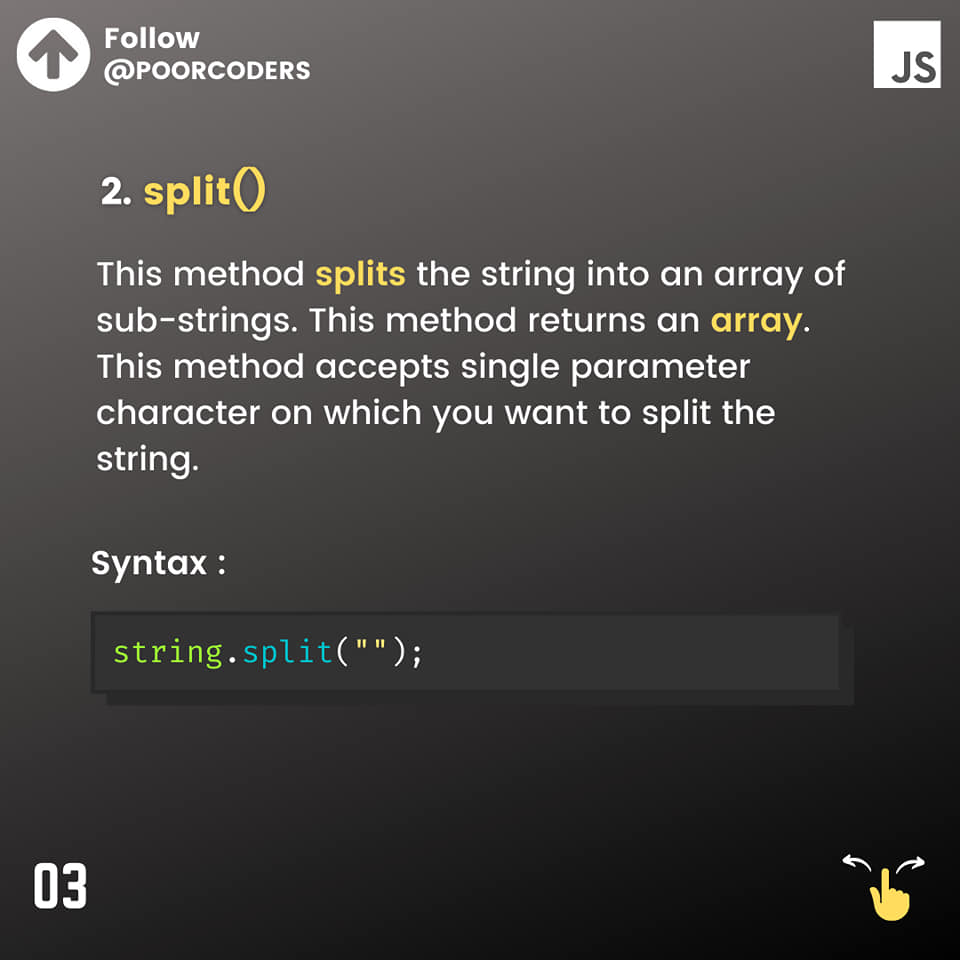 Follow
@POORCODERS
JS
2. split()
This method splits the string into an array of
sub-strings. This method returns an array.
This method accepts single parameter
character on which you want to split the
string.
Syntax :
string.split("");
03